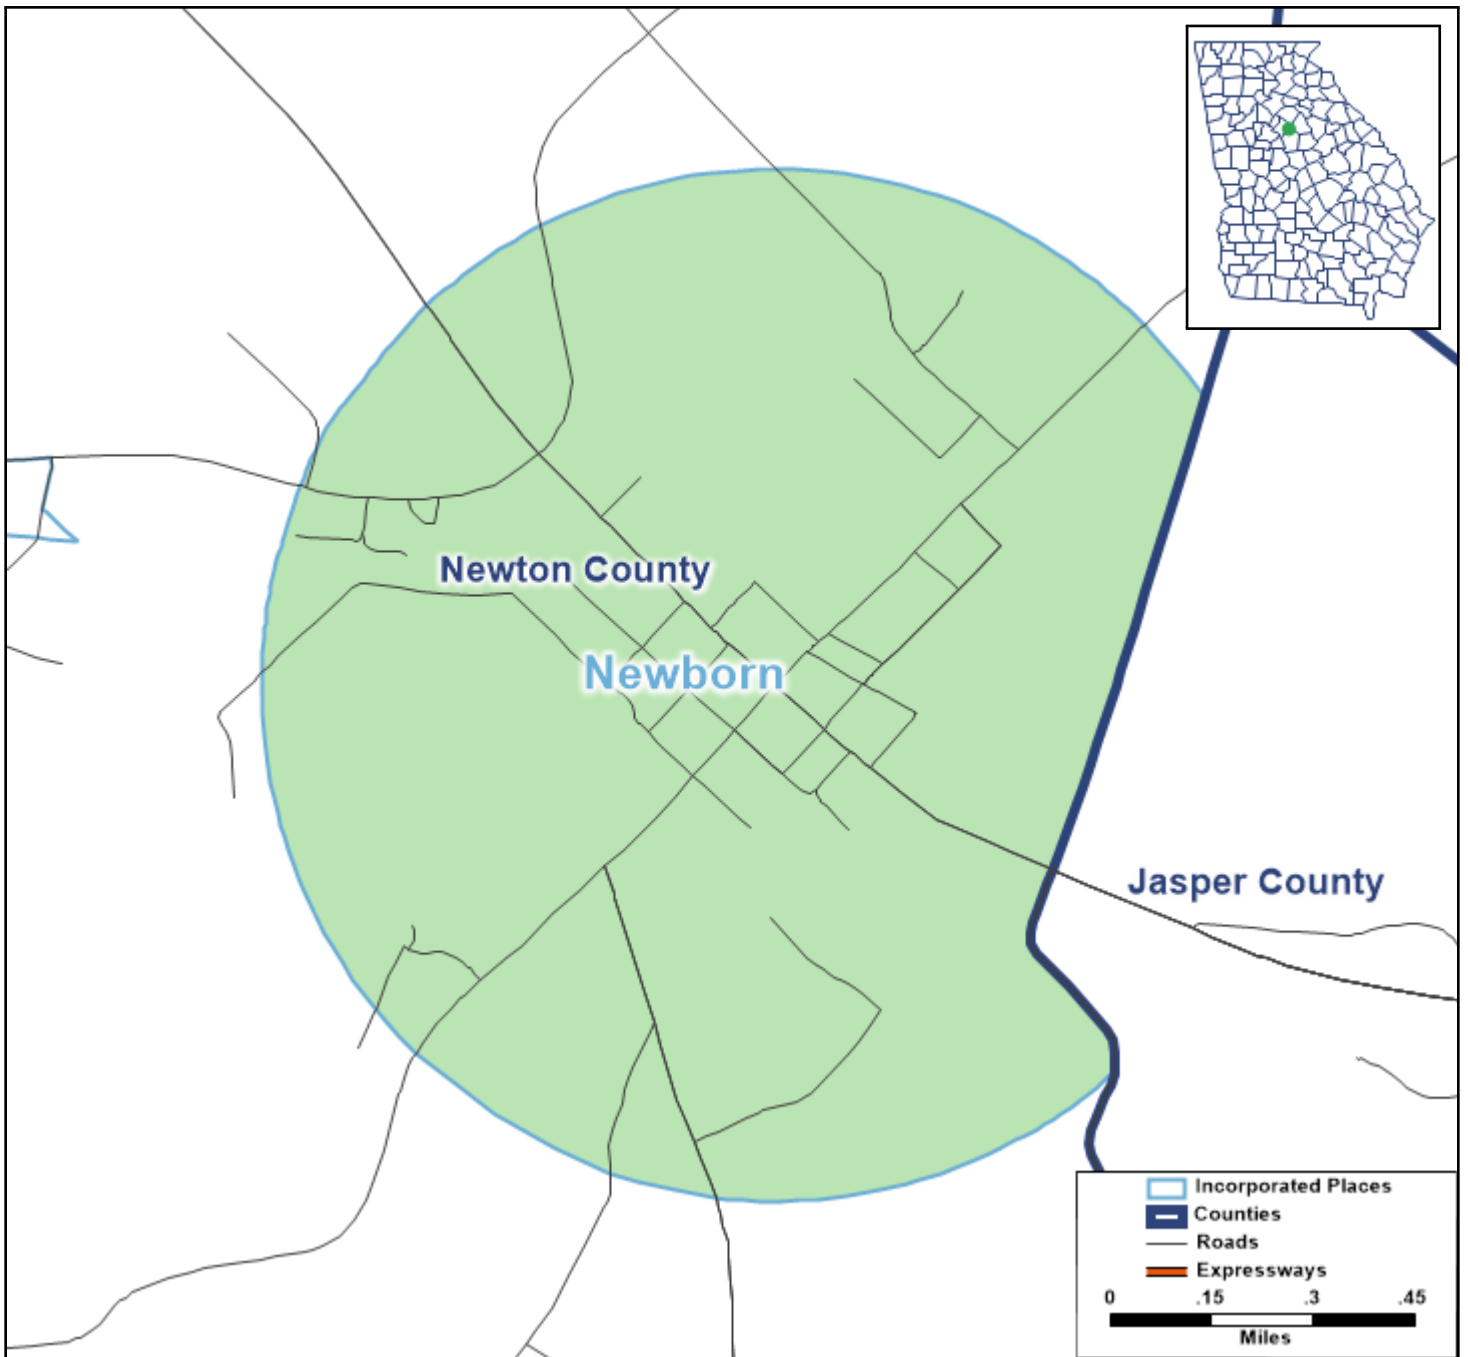 Newton County
Newborn
Jasper County
Incorporated Places
Counties
Roads
Expressways
0 .15 .3 .45
Miles